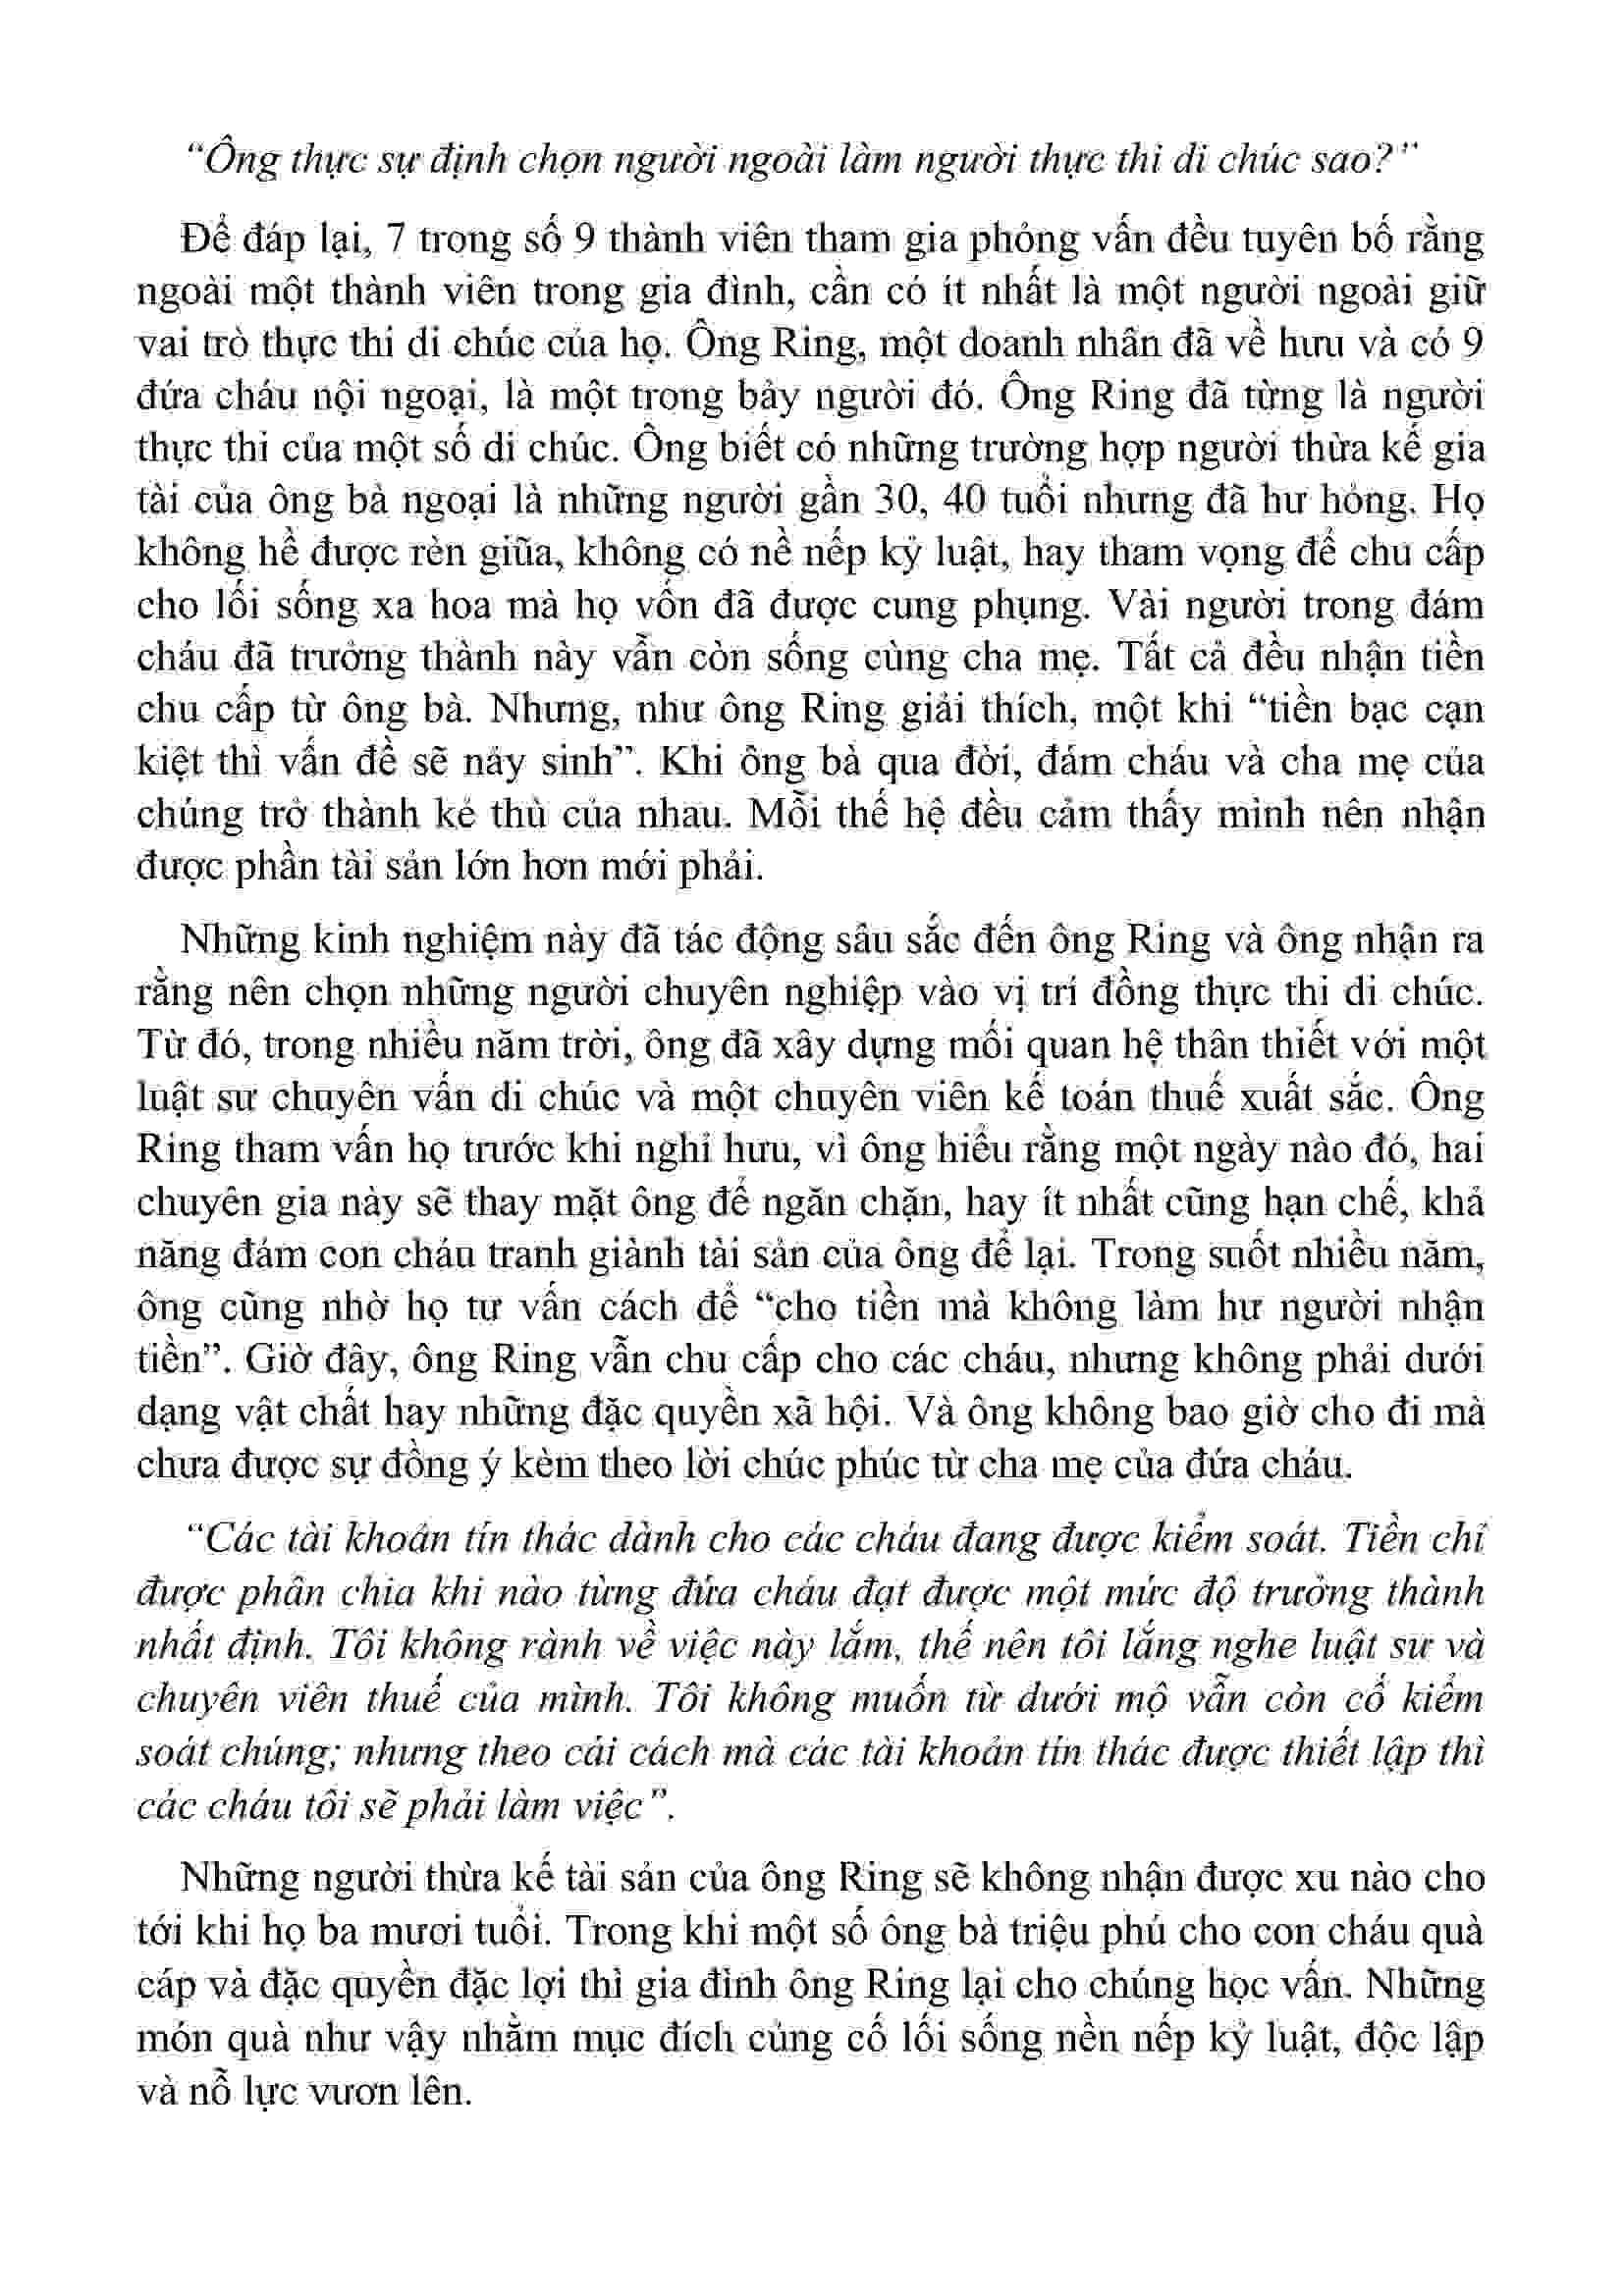 “Ông thực sự định chọn người ngoài làm người thực thi di chúc sao?”
Để đáp lại, 7 trong số 9 thành viên tham gia phỏng vấn đều tuyên bố rằng
ngoài một thành viên trong gia đình, cần có ít nhất là một người ngoài giữ
vai trò thực thi di chúc của họ. Ông Ring, một doanh nhân đã về hưu và có 9
đứa cháu nội ngoại, là một trong bảy người đó. Ông Ring đã từng là người
thực thi của một số di chúc. Ông biết có những trường hợp người thừa kế gia
tài của ông bà ngoại là những người gần 30, 40 tuổi nhưng đã hư hỏng. Họ
không hề được rèn giũa, không có nề nếp kỷ luật, hay tham vọng để chu cấp
cho lối sống xa hoa mà họ vốn đã được cung phụng. Vài người trong đám
cháu đã trưởng thành này vẫn còn sống cùng cha mẹ. Tất cả đều nhận tiền
chu cấp từ ông bà. Nhưng, như ông Ring giải thích, một khi “tiền bạc cạn
kiệt thì vấn đề sẽ nảy sinh”. Khi ông bà qua đời, đám cháu và cha mẹ của
chúng trở thành kẻ thù của nhau. Mỗi thế hệ đều cảm thấy mình nên nhận
được phần tài sản lớn hơn mới phải.
Những kinh nghiệm này đã tác động sâu sắc đến ông Ring và ông nhận ra
rằng nên chọn những người chuyên nghiệp vào vị trí đồng thực thi di chúc.
Từ đó, trong nhiều năm trời, ông đã xây dựng mối quan hệ thân thiết với một
luật sư chuyên vấn di chúc và một chuyên viên kế toán thuế xuất sắc. Ông
Ring tham vấn họ trước khi nghỉ hưu, vì ông hiểu rằng một ngày nào đó, hai
chuyên gia này sẽ thay mặt ông để ngăn chặn, hay ít nhất cũng hạn chế, khả
năng đám con cháu tranh giành tài sản của ông để lại. Trong suốt nhiều năm,
ông cũng nhờ họ tư vấn cách để “cho tiền mà không làm hư người nhận
tiền”. Giờ đây, ông Ring vẫn chu cấp cho các cháu, nhưng không phải dưới
dạng vật chất hay những đặc quyền xã hội. Và ông không bao giờ cho đi mà
chưa được sự đồng ý kèm theo lời chúc phúc từ cha mẹ của đứa cháu.
“Các tài khoản tín thác dành cho các cháu đang được kiểm soát. Tiền chỉ
được phân chia khi nào từng đứa cháu đạt được một mức độ trưởng thành
nhất định. Tôi không rành về việc này lắm, thế nên tôi lắng nghe luật sư và
chuyên viên thuế của mình. Tôi không muốn từ dưới mộ vẫn còn cố kiểm
soát chúng; nhưng theo cái cách mà các tài khoản tín thác được thiết lập thì
các cháu tôi sẽ phải làm việc”.
Những người thừa kế tài sản của ông Ring sẽ không nhận được xu nào cho
tới khi họ ba mươi tuổi. Trong khi một số ông bà triệu phú cho con cháu quà
cáp và đặc quyền đặc lợi thì gia đình ông Ring lại cho chúng học vấn. Những
món quà như vậy nhằm mục đích củng cố lối sống nền nếp kỷ luật, độc lập
và nỗ lực vươn lên.